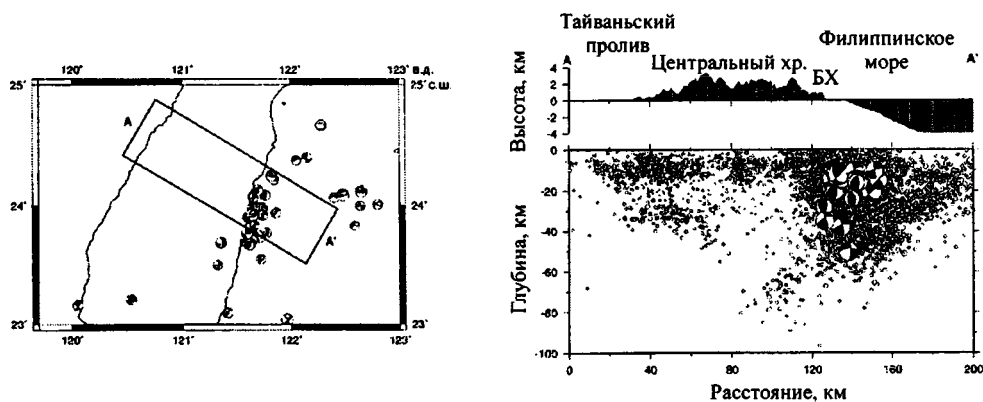 120° 121° 122° 123° В.Д.
25° С.Ш.
А
24° 24°
А'
23° 23°
120° 121° 122° 123°
Тайваньский
пролив
Филиппинское
море
А А'
Центральный хр.
БХ
Высота, км
4
2
0
-2
-4
Глубина, км
0
-20
-40
-60
-80
-100
0 40 80 120 160 200
Расстояние, км